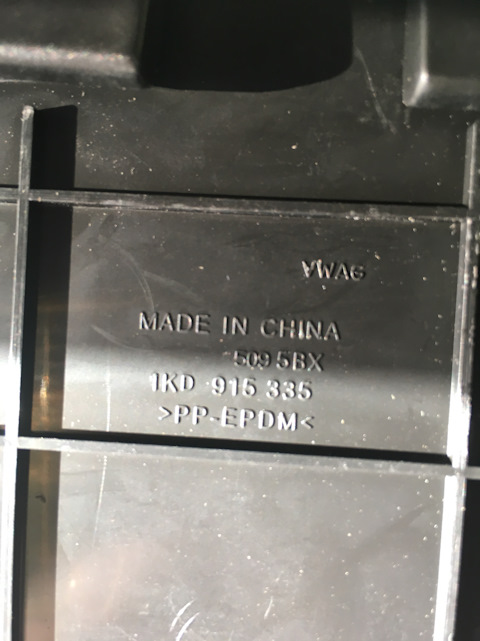 VWAG
MADE IN CHINA
509 5BX
1KD 915 335
>PP-EPDM<